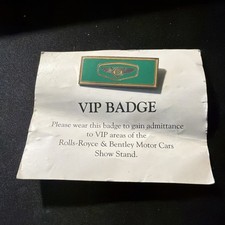 VIP BADGE
Please wear this badge to gain admittance
to VIP areas of the
Rolls-Royce & Bentley Motor Cars
Show Stand.